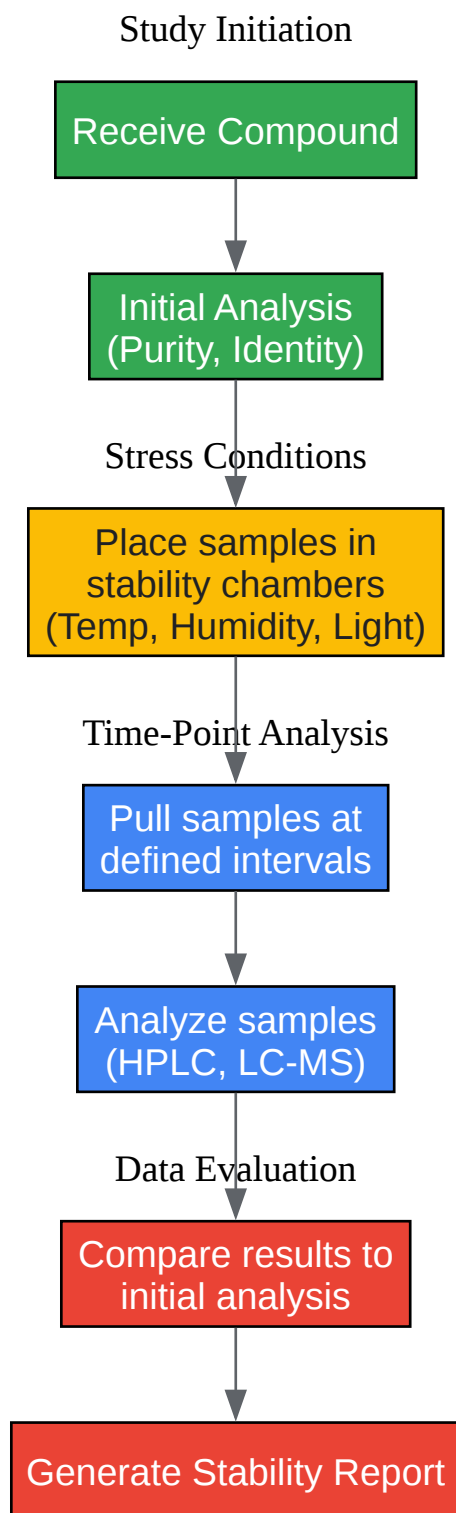 Study Initiation
Receive Compound
Initial Analysis
(Purity, Identity)
Stress Conditions
Place samples in
stability chambers
(Temp, Humidity, Light)
Time-Point Analysis
Pull samples at
defined intervals
Analyze samples
(HPLC, LC-MS)
Data Evaluation
Compare results to
initial analysis
Generate Stability Report